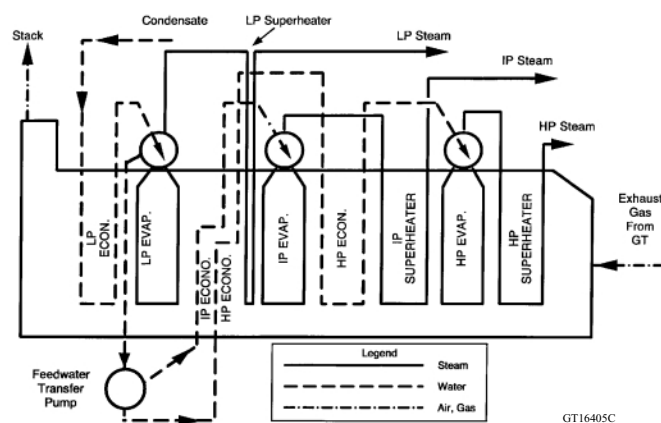 LP Superheater
Condensate
Stack
LP Steam
IP Steam
HP Steam
Exhaust
Gas
From
GT
LP
ECON.
LP EVAP.
IP ECONO.
HP ECONO.
IP EVAP.
HP ECON.
IP
SUPERHEATER
HP EVAP.
HP
SUPERHEATER
Feedwater
Transfer
Pump
Legend
Steam
Water
Air, Gas
GT16405C